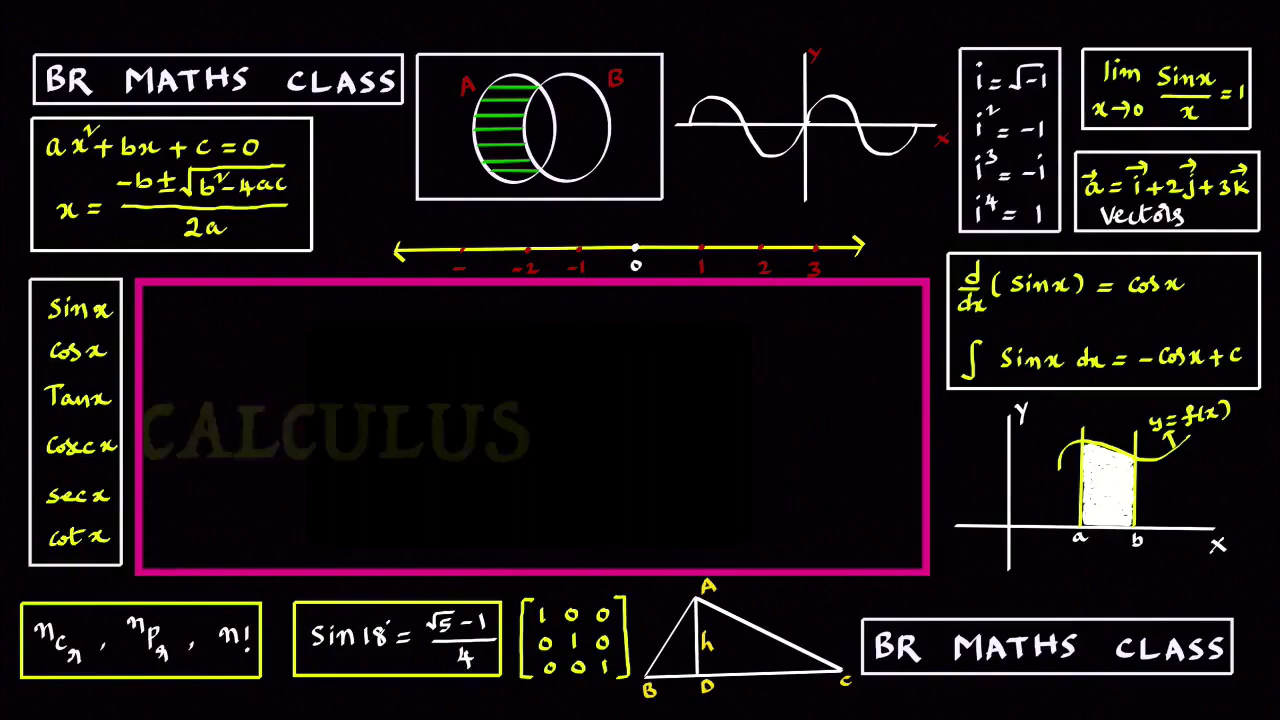 BR MATHS CLASS
ax² + bx + c = 0
x = (-b ± √(b² - 4ac)) / 2a
A B
Y
X
i = √-1
i² = -1
i³ = -i
i⁴ = 1
lim x→0 Sinx/x = 1
a⃗ = i⃗ + 2j⃗ + 3k⃗
Vectors
- -2 -1 0 1 2 3
Sinx
Cosx
Tanx
Cosecx
secx
cotx
CALCULUS
d/dx (Sinx) = Cosx
∫ Sinx dx = -Cosx + c
Y
y = f(x)
a b
X
ⁿCᵣ , ⁿPᵣ , n!
Sin18° = (√5 - 1)/4
1 0 0
0 1 0
0 0 1
A
h
B D C
BR MATHS CLASS